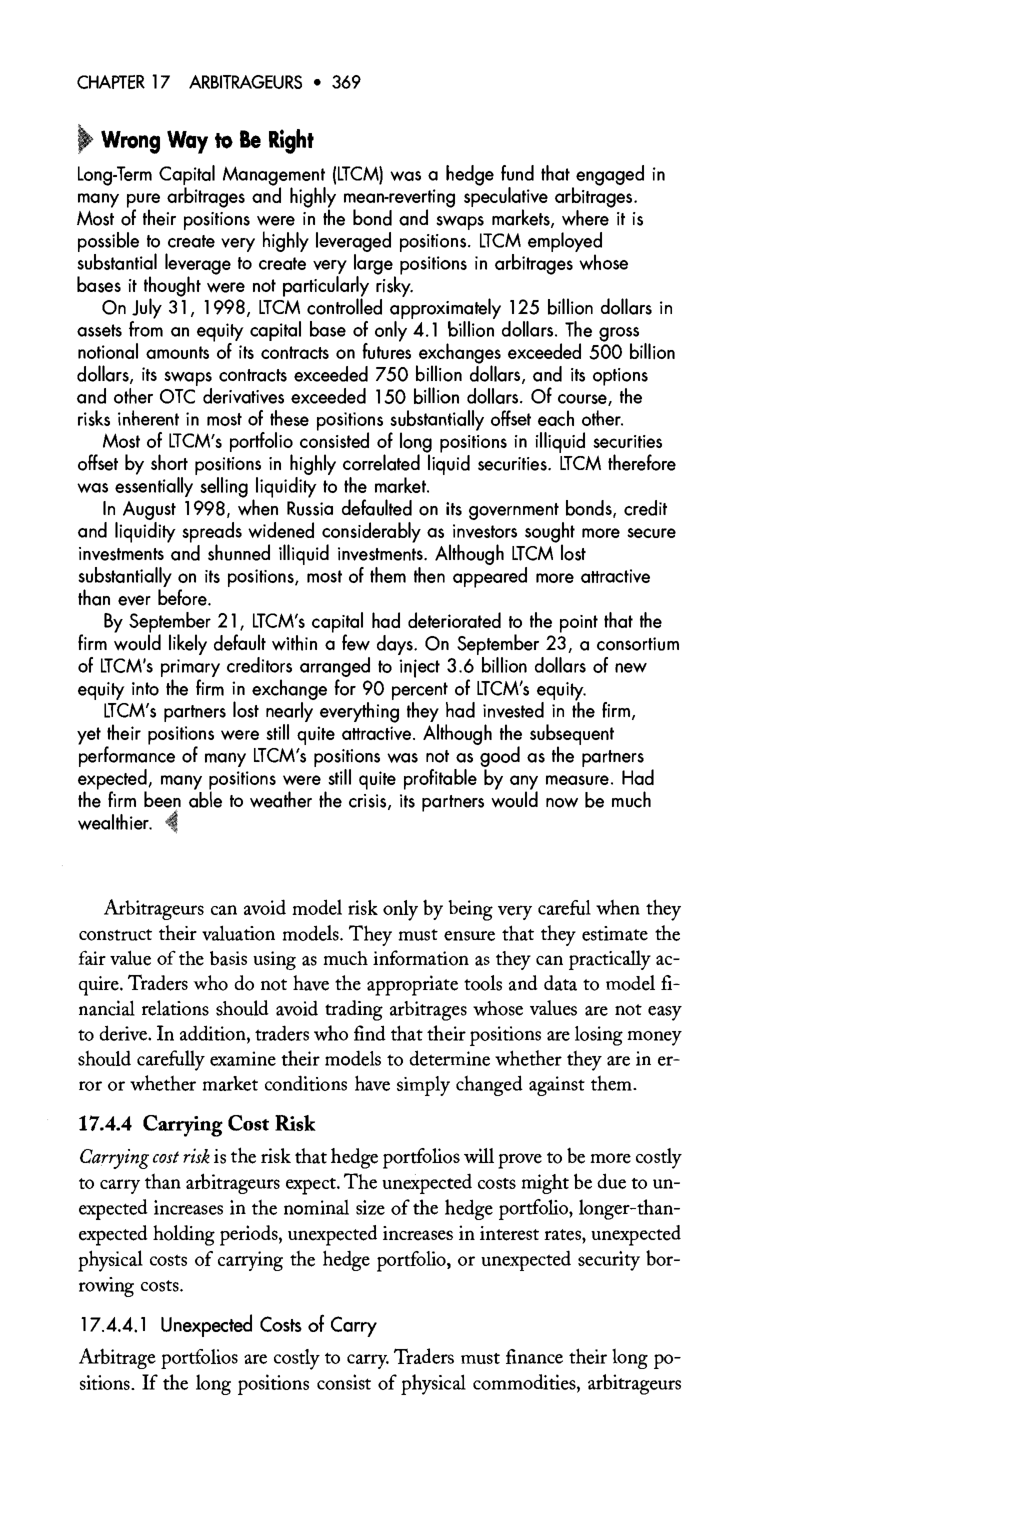 CHAPTER 17 ARBITRAGEURS • 369
Wrong Way to Be Right
Long-Term Capital Management (LTCM) was a hedge fund that engaged in
many pure arbitrages and highly mean-reverting speculative arbitrages.
Most of their positions were in the bond and swaps markets, where it is
possible to create very highly leveraged positions. LTCM employed
substantial leverage to create very large positions in arbitrages whose
bases it thought were not particularly risky.
On July 31, 1998, LTCM controlled approximately 125 billion dollars in
assets from an equity capital base of only 4.1 billion dollars. The gross
notional amounts of its contracts on futures exchanges exceeded 500 billion
dollars, its swaps contracts exceeded 750 billion dollars, and its options
and other OTC derivatives exceeded 150 billion dollars. Of course, the
risks inherent in most of these positions substantially offset each other.
Most of LTCM's portfolio consisted of long positions in illiquid securities
offset by short positions in highly correlated liquid securities. LTCM therefore
was essentially selling liquidity to the market.
In August 1998, when Russia defaulted on its government bonds, credit
and liquidity spreads widened considerably as investors sought more secure
investments and shunned illiquid investments. Although LTCM lost
substantially on its positions, most of them then appeared more attractive
than ever before.
By September 21, LTCM's capital had deteriorated to the point that the
firm would likely default within a few days. On September 23, a consortium
of LTCM's primary creditors arranged to inject 3.6 billion dollars of new
equity into the firm in exchange for 90 percent of LTCM's equity.
LTCM's partners lost nearly everything they had invested in the firm,
yet their positions were still quite attractive. Although the subsequent
performance of many LTCM's positions was not as good as the partners
expected, many positions were still quite profitable by any measure. Had
the firm been able to weather the crisis, its partners would now be much
wealthier.
Arbitrageurs can avoid model risk only by being very careful when they
construct their valuation models. They must ensure that they estimate the
fair value of the basis using as much information as they can practically ac-
quire. Traders who do not have the appropriate tools and data to model fi-
nancial relations should avoid trading arbitrages whose values are not easy
to derive. In addition, traders who find that their positions are losing money
should carefully examine their models to determine whether they are in er-
ror or whether market conditions have simply changed against them.
17.4.4 Carrying Cost Risk
Carrying cost risk is the risk that hedge portfolios will prove to be more costly
to carry than arbitrageurs expect. The unexpected costs might be due to un-
expected increases in the nominal size of the hedge portfolio, longer-than-
expected holding periods, unexpected increases in interest rates, unexpected
physical costs of carrying the hedge portfolio, or unexpected security bor-
rowing costs.
17.4.4.1 Unexpected Costs of Carry
Arbitrage portfolios are costly to carry. Traders must finance their long po-
sitions. If the long positions consist of physical commodities, arbitrageurs